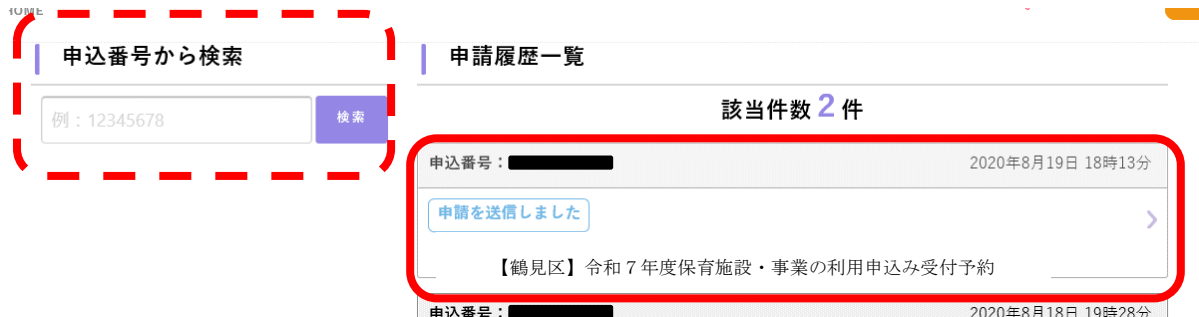 HOME
申込番号から検索
例：12345678
検索
申請履歴一覧
該当件数 2 件
申込番号：
2020年8月19日 18時13分
申請を送信しました
【鶴見区】令和７年度保育施設・事業の利用申込み受付予約
申込番号：
2020年8月18日 19時28分